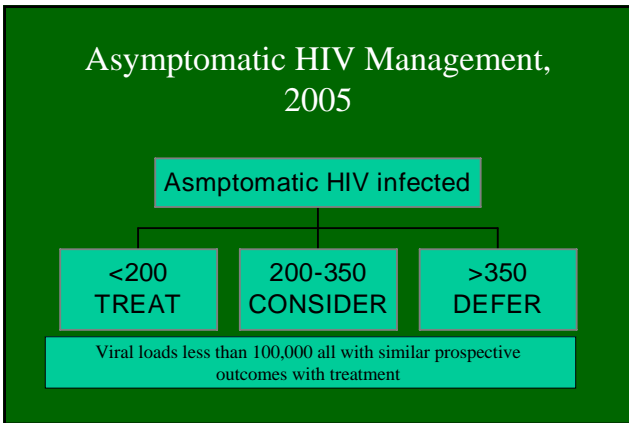 Asymptomatic HIV Management,
2005
Asmptomatic HIV infected
<200
TREAT
200-350
CONSIDER
>350
DEFER
Viral loads less than 100,000 all with similar prospective
outcomes with treatment